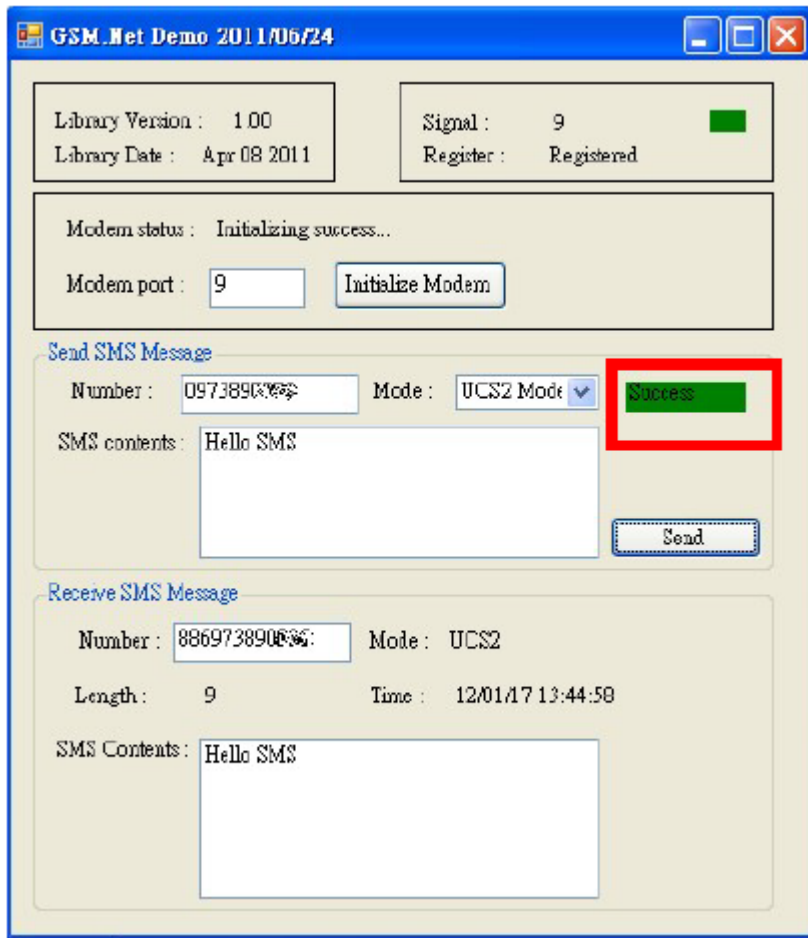 GSM.Net Demo 2011/06/24
Library Version : 1.00
Library Date : Apr 08 2011
Signal : 9
Register : Registered
Modem status : Initializing success...
Modem port : 9 Initialize Modem
Send SMS Message
Number : Mode : UCS2 Mode Success
SMS contents : Hello SMS
Send
Receive SMS Message
Number : Mode : UCS2
Length : 9 Time : 12/01/17 13:44:58
SMS Contents : Hello SMS